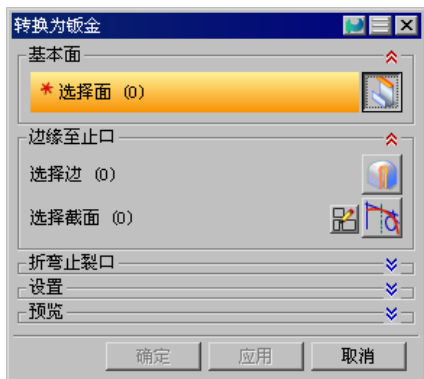 转换为钣金
基本面
* 选择面 (0)
边缘至止口
选择边 (0)
选择截面 (0)
折弯止裂口
设置
预览
确定 应用 取消